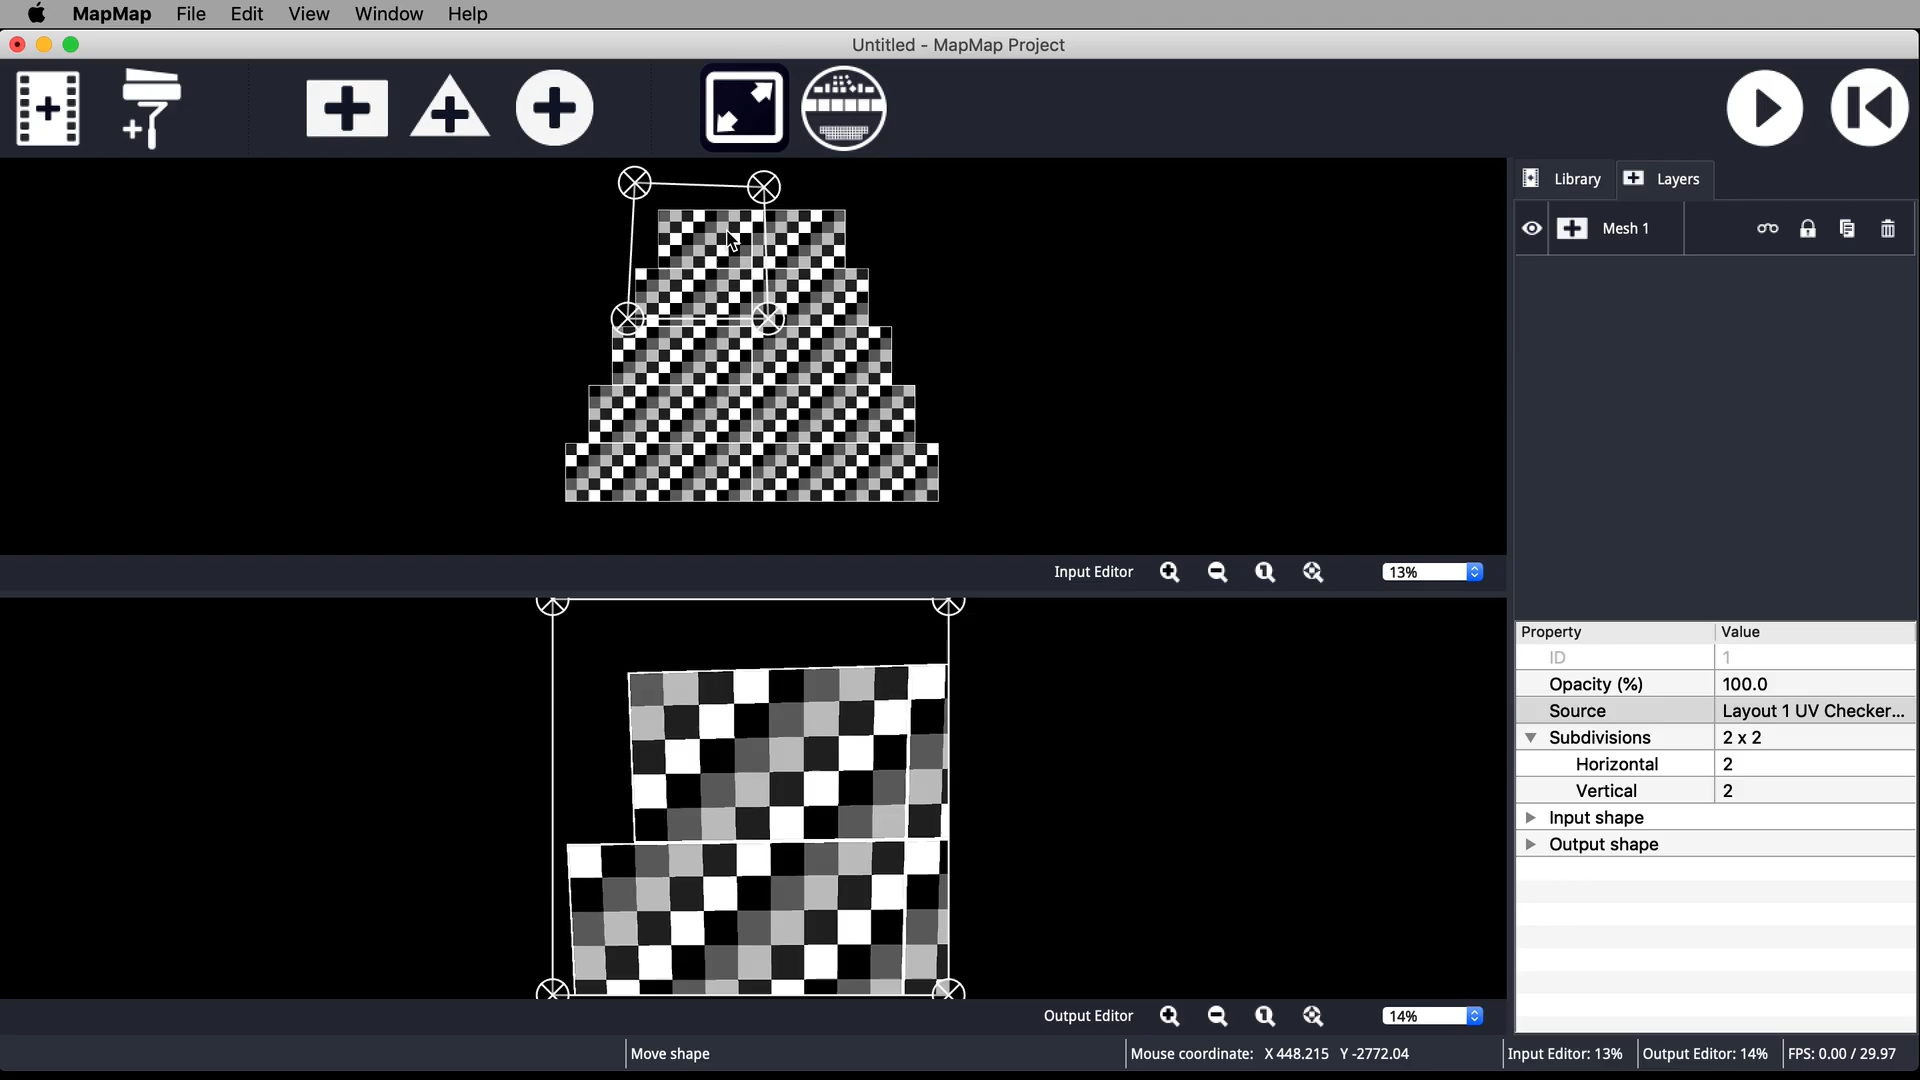 MapMap File Edit View Window Help
Untitled - MapMap Project
Library Layers
Mesh 1
Input Editor 13%
Property Value
ID 1
Opacity (%) 100.0
Source Layout 1 UV Checker...
Subdivisions 2 x 2
Horizontal 2
Vertical 2
Input shape
Output shape
Output Editor 14%
Move shape Mouse coordinate: X 448.215 Y -2772.04 Input Editor: 13% Output Editor: 14% FPS: 0.00 / 29.97